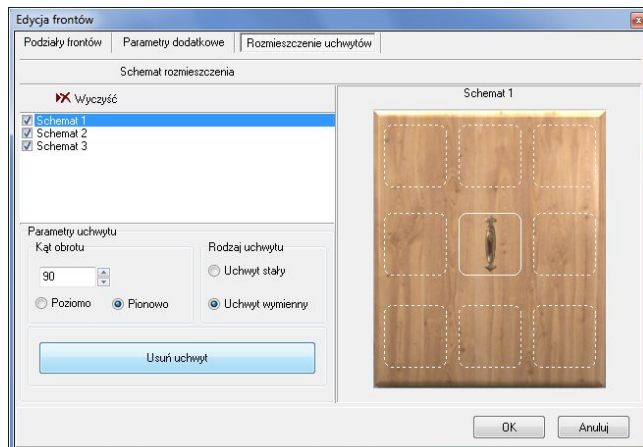 Edycja frontów
Podziały frontów
Parametry dodatkowe
Rozmieszczenie uchwytów
Schemat rozmieszczenia
Wyczyść
Schemat 1
Schemat 2
Schemat 3
Schemat 1
Parametry uchwytu
Kąt obrotu
90
Poziomo
Pionowo
Rodzaj uchwytu
Uchwyt stały
Uchwyt wymienny
Usuń uchwyt
OK
Anuluj